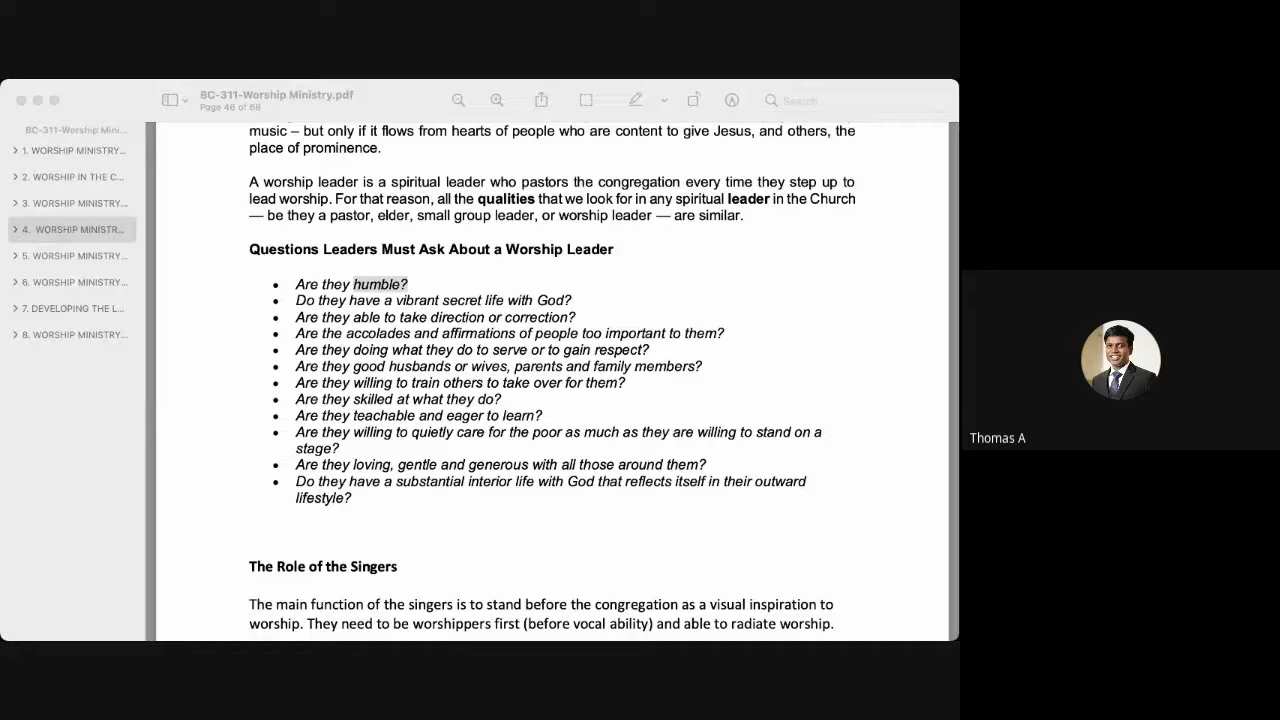 BC-311-Worship Ministry.pdf
Page 46 of 68
Search
BC-311-Worship Mini...
1. WORSHIP MINISTRY...
2. WORSHIP IN THE C...
3. WORSHIP MINISTRY...
4. WORSHIP MINISTR...
5. WORSHIP MINISTRY...
6. WORSHIP MINISTRY...
7. DEVELOPING THE L...
8. WORSHIP MINISTRY...
music – but only if it flows from hearts of people who are content to give Jesus, and others, the
place of prominence.
A worship leader is a spiritual leader who pastors the congregation every time they step up to
lead worship. For that reason, all the qualities that we look for in any spiritual leader in the Church
— be they a pastor, elder, small group leader, or worship leader — are similar.
Questions Leaders Must Ask About a Worship Leader
• Are they humble?
• Do they have a vibrant secret life with God?
• Are they able to take direction or correction?
• Are the accolades and affirmations of people too important to them?
• Are they doing what they do to serve or to gain respect?
• Are they good husbands or wives, parents and family members?
• Are they willing to train others to take over for them?
• Are they skilled at what they do?
• Are they teachable and eager to learn?
• Are they willing to quietly care for the poor as much as they are willing to stand on a
stage?
• Are they loving, gentle and generous with all those around them?
• Do they have a substantial interior life with God that reflects itself in their outward
lifestyle?
The Role of the Singers
The main function of the singers is to stand before the congregation as a visual inspiration to
worship. They need to be worshippers first (before vocal ability) and able to radiate worship.
Thomas A